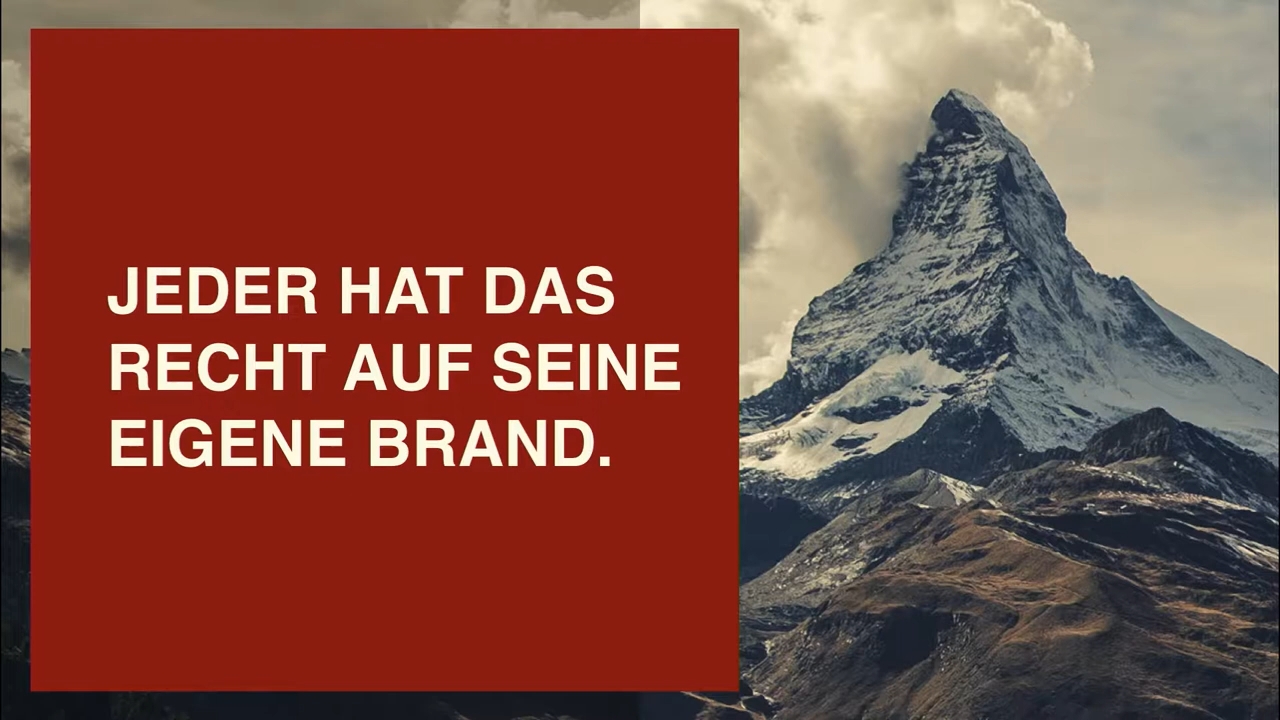 JEDER HAT DAS
RECHT AUF SEINE
EIGENE BRAND.